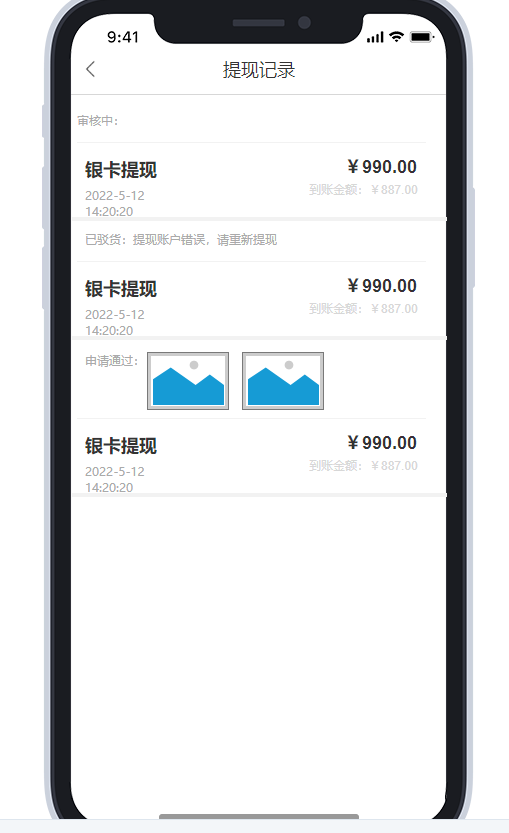 9:41
提现记录
审核中：
银卡提现
￥990.00
2022-5-12
到账金额：￥887.00
14:20:20
已驳货：提现账户错误，请重新提现
银卡提现
￥990.00
2022-5-12
到账金额：￥887.00
14:20:20
申请通过：
银卡提现
￥990.00
2022-5-12
到账金额：￥887.00
14:20:20